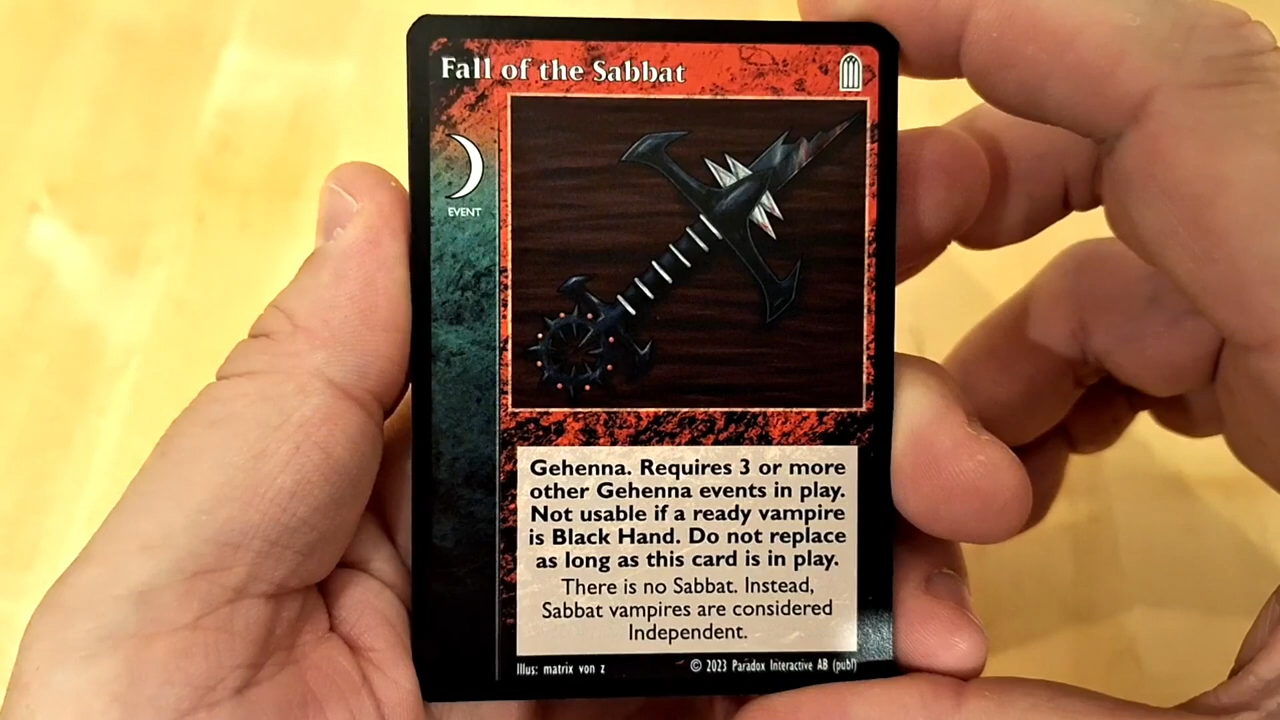 Fall of the Sabbat
EVENT
Gehenna. Requires 3 or more
other Gehenna events in play.
Not usable if a ready vampire
is Black Hand. Do not replace
as long as this card is in play.
There is no Sabbat. Instead,
Sabbat vampires are considered
Independent.
Illus: matrix von z © 2023 Paradox Interactive AB (publ)